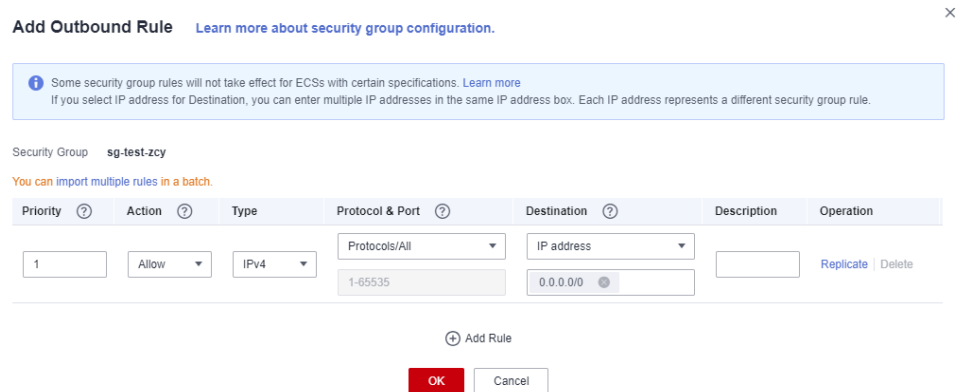 Add Outbound Rule Learn more about security group configuration.
Some security group rules will not take effect for ECSs with certain specifications. Learn more
If you select IP address for Destination, you can enter multiple IP addresses in the same IP address box. Each IP address represents a different security group rule.
Security Group sg-test-zcy
You can import multiple rules in a batch.
Priority Action Type Protocol & Port Destination Description Operation
Protocols/All IP address
1 Allow IPv4 Replicate Delete
1-65535 0.0.0.0/0
Add Rule
OK Cancel